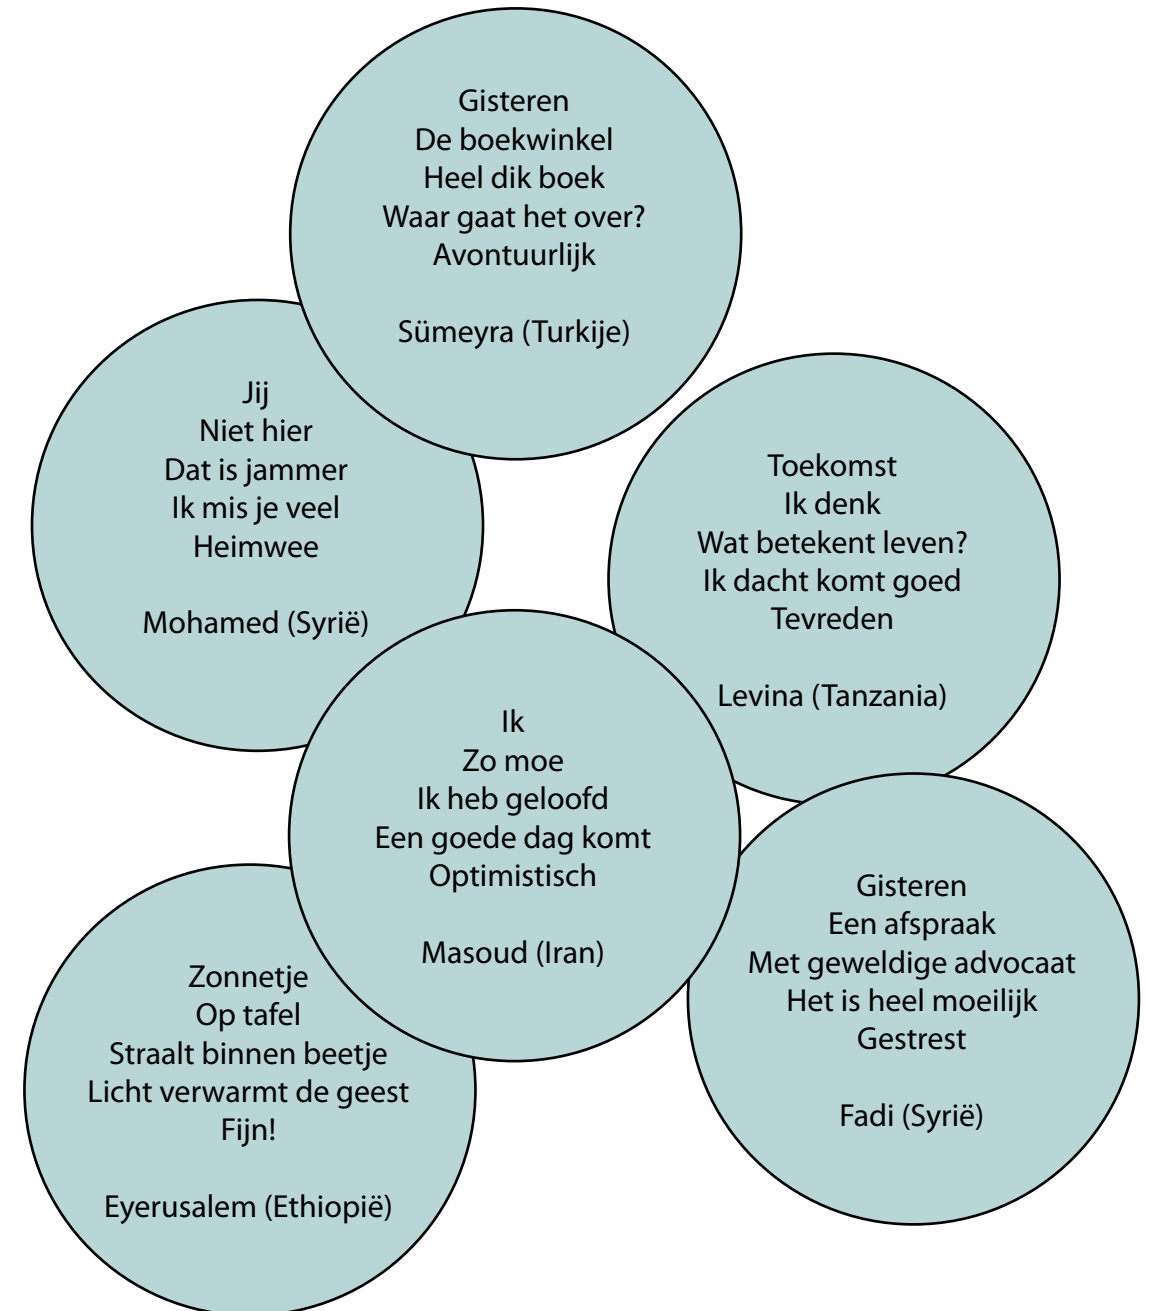 Gisteren
De boekwinkel
Heel dik boek
Waar gaat het over?
Avontuurlijk
Sümeyra (Turkije)
Jij
Niet hier
Dat is jammer
Ik mis je veel
Heimwee
Mohamed (Syrië)
Toekomst
Ik denk
Wat betekent leven?
Ik dacht komt goed
Tevreden
Levina (Tanzania)
Ik
Zo moe
Ik heb geloofd
Een goede dag komt
Optimistisch
Masoud (Iran)
Gisteren
Een afspraak
Met geweldige advocaat
Het is heel moeilijk
Gestrest
Fadi (Syrië)
Zonnetje
Op tafel
Straalt binnen beetje
Licht verwarmt de geest
Fijn!
Eyerusalem (Ethiopië)